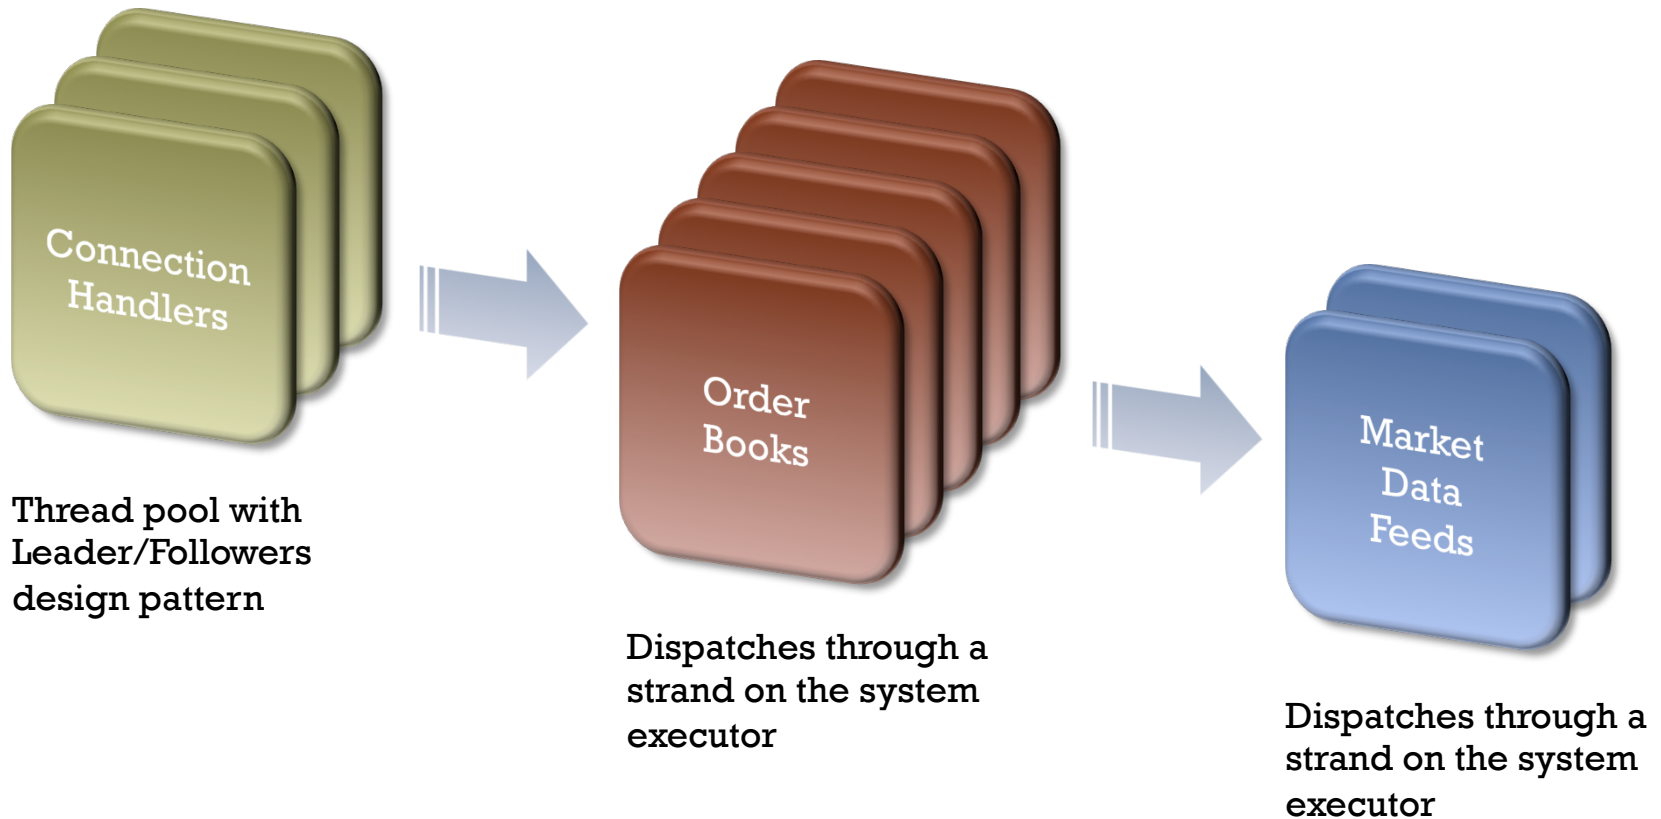 Connection
Handlers
Thread pool with
Leader/Followers
design pattern
Order
Books
Dispatches through a
strand on the system
executor
Market
Data
Feeds
Dispatches through a
strand on the system
executor